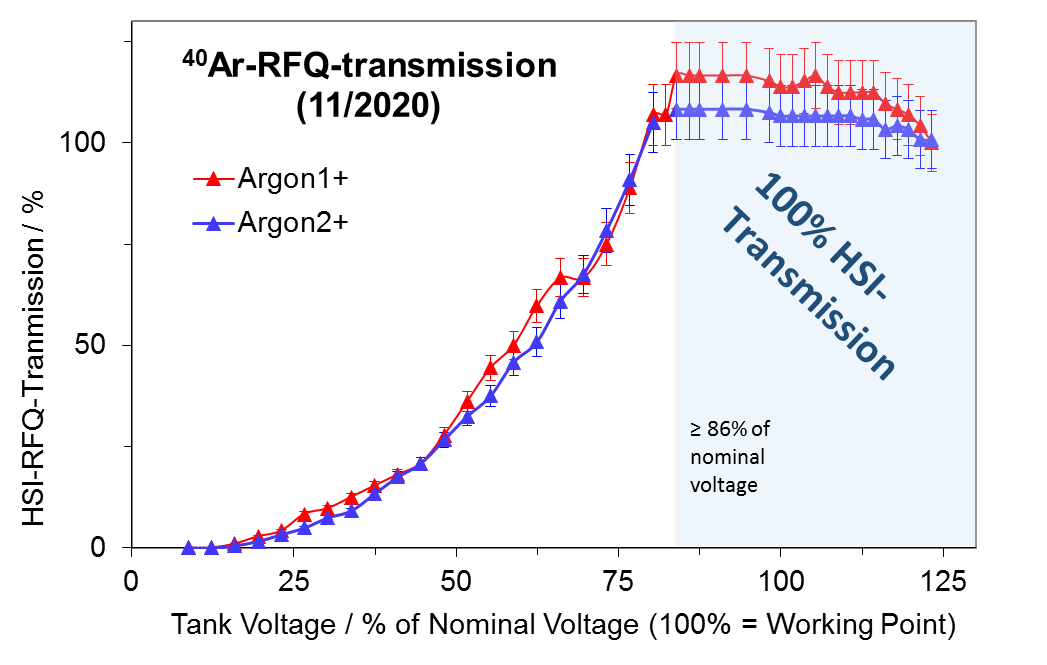 ⁴⁰Ar-RFQ-transmission
(11/2020)
Argon1+
Argon2+
100% HSI-
Transmission
≥ 86% of
nominal
voltage
HSI-RFQ-Tranmission / %
100
50
0
0 25 50 75 100 125
Tank Voltage / % of Nominal Voltage (100% = Working Point)